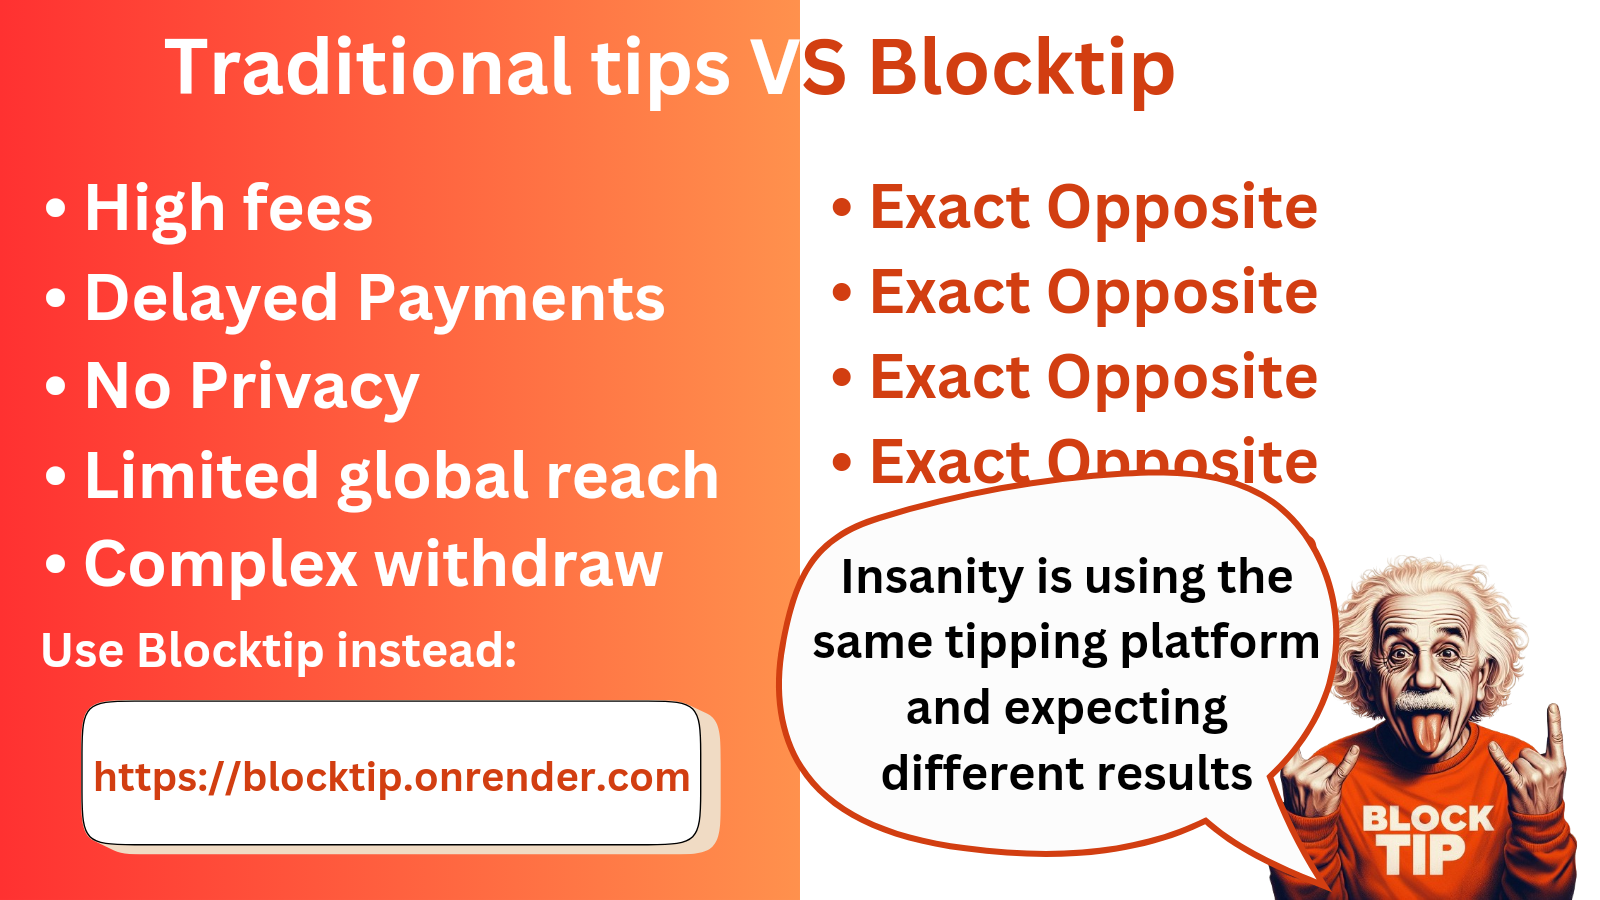 Traditional tips VS Blocktip
• High fees
• Delayed Payments
• No Privacy
• Limited global reach
• Complex withdraw
Use Blocktip instead:
https://blocktip.onrender.com
• Exact Opposite
• Exact Opposite
• Exact Opposite
• Exact Opposite
Insanity is using the
same tipping platform
and expecting
different results
BLOCK
TIP